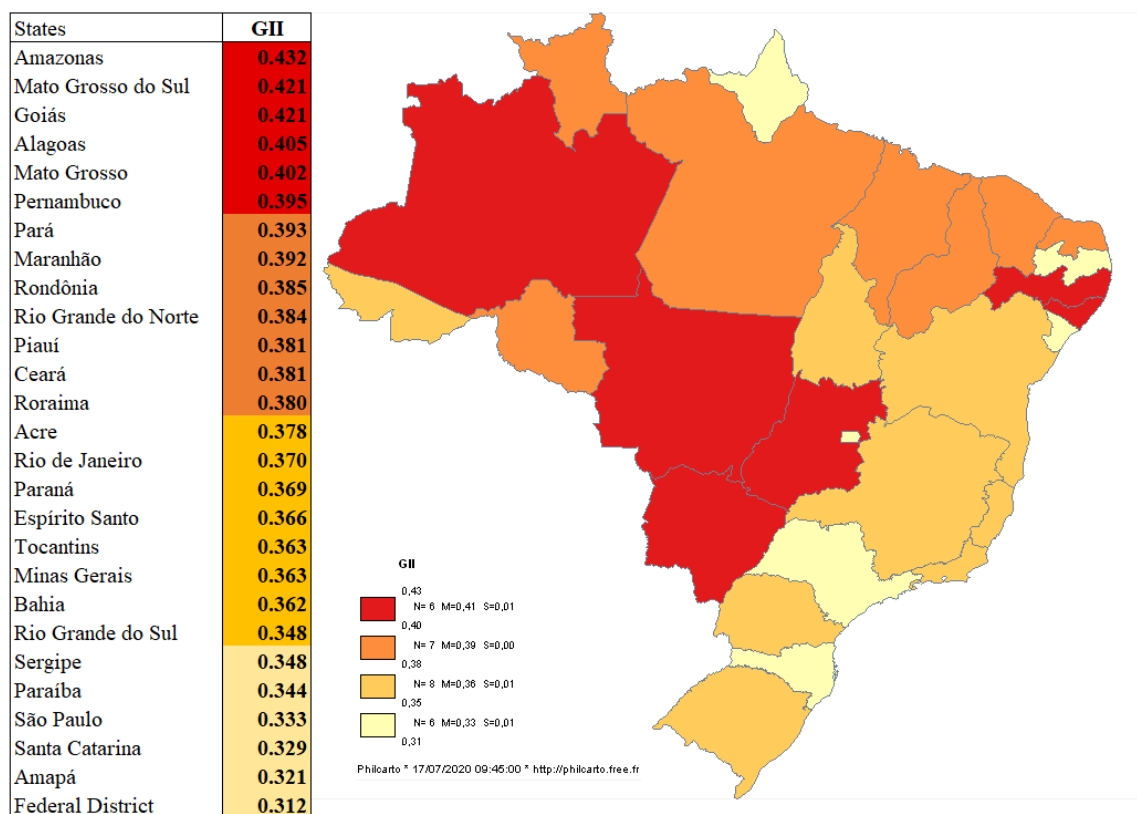 States GII
Amazonas 0.432
Mato Grosso do Sul 0.421
Goiás 0.421
Alagoas 0.405
Mato Grosso 0.402
Pernambuco 0.395
Pará 0.393
Maranhão 0.392
Rondônia 0.385
Rio Grande do Norte 0.384
Piauí 0.381
Ceará 0.381
Roraima 0.380
Acre 0.378
Rio de Janeiro 0.370
Paraná 0.369
Espírito Santo 0.366
Tocantins 0.363
Minas Gerais 0.363
Bahia 0.362
Rio Grande do Sul 0.348
Sergipe 0.348
Paraíba 0.344
São Paulo 0.333
Santa Catarina 0.329
Amapá 0.321
Federal District 0.312
GII
0,43
N= 6 M=0,41 S=0,01
0,40
N= 7 M=0,39 S=0,00
0,38
N= 8 M=0,36 S=0,01
0,35
N= 6 M=0,33 S=0,01
0,31
Philcarto * 17/07/2020 09:45:00 * http://philcarto.free.fr